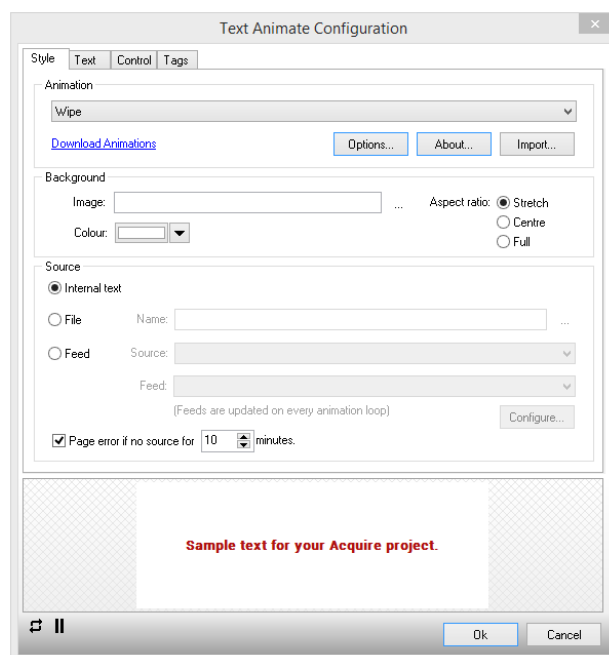 Text Animate Configuration
Style Text Control Tags
Animation
Wipe
Download Animations Options... About... Import...
Background
Image: ... Aspect ratio: Stretch
Colour: Centre
Full
Source
Internal text
File Name: ...
Feed Source:
Feed:
(Feeds are updated on every animation loop)
Configure...
Page error if no source for 10 minutes.
Sample text for your Acquire project.
Ok Cancel